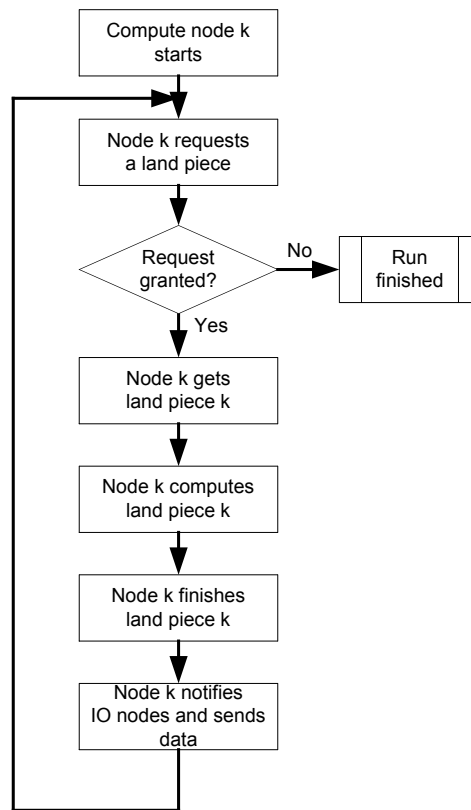 Compute node k
starts
Node k requests
a land piece
Request
granted?
No
Run
finished
Yes
Node k gets
land piece k
Node k computes
land piece k
Node k finishes
land piece k
Node k notifies
IO nodes and sends
data